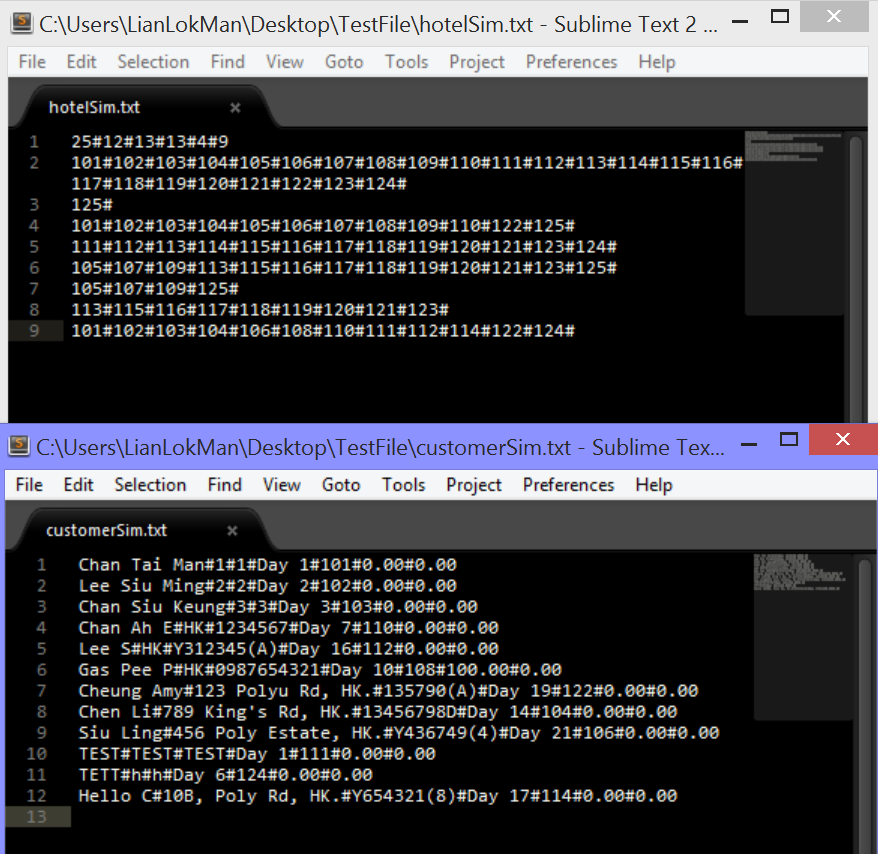 C:\Users\LianLokMan\Desktop\TestFile\hotelSim.txt - Sublime Text 2 ...
File Edit Selection Find View Goto Tools Project Preferences Help
hotelSim.txt ×
1 25#12#13#13#4#9
2 101#102#103#104#105#106#107#108#109#110#111#112#113#114#115#116#
117#118#119#120#121#122#123#124#
3 125#
4 101#102#103#104#105#106#107#108#109#110#122#125#
5 111#112#113#114#115#116#117#118#119#120#121#123#124#
6 105#107#109#113#115#116#117#118#119#120#121#123#125#
7 105#107#109#125#
8 113#115#116#117#118#119#120#121#123#
9 101#102#103#104#106#108#110#111#112#114#122#124#
C:\Users\LianLokMan\Desktop\TestFile\customerSim.txt - Sublime Tex...
File Edit Selection Find View Goto Tools Project Preferences Help
customerSim.txt ×
1 Chan Tai Man#1#1#Day 1#101#0.00#0.00
2 Lee Siu Ming#2#2#Day 2#102#0.00#0.00
3 Chan Siu Keung#3#3#Day 3#103#0.00#0.00
4 Chan Ah E#HK#1234567#Day 7#110#0.00#0.00
5 Lee S#HK#Y312345(A)#Day 16#112#0.00#0.00
6 Gas Pee P#HK#0987654321#Day 10#108#100.00#0.00
7 Cheung Amy#123 Polyu Rd, HK.#135790(A)#Day 19#122#0.00#0.00
8 Chen Li#789 King's Rd, HK.#13456798D#Day 14#104#0.00#0.00
9 Siu Ling#456 Poly Estate, HK.#Y436749(4)#Day 21#106#0.00#0.00
10 TEST#TEST#TEST#Day 1#111#0.00#0.00
11 TETT#h#h#Day 6#124#0.00#0.00
12 Hello C#10B, Poly Rd, HK.#Y654321(8)#Day 17#114#0.00#0.00
13